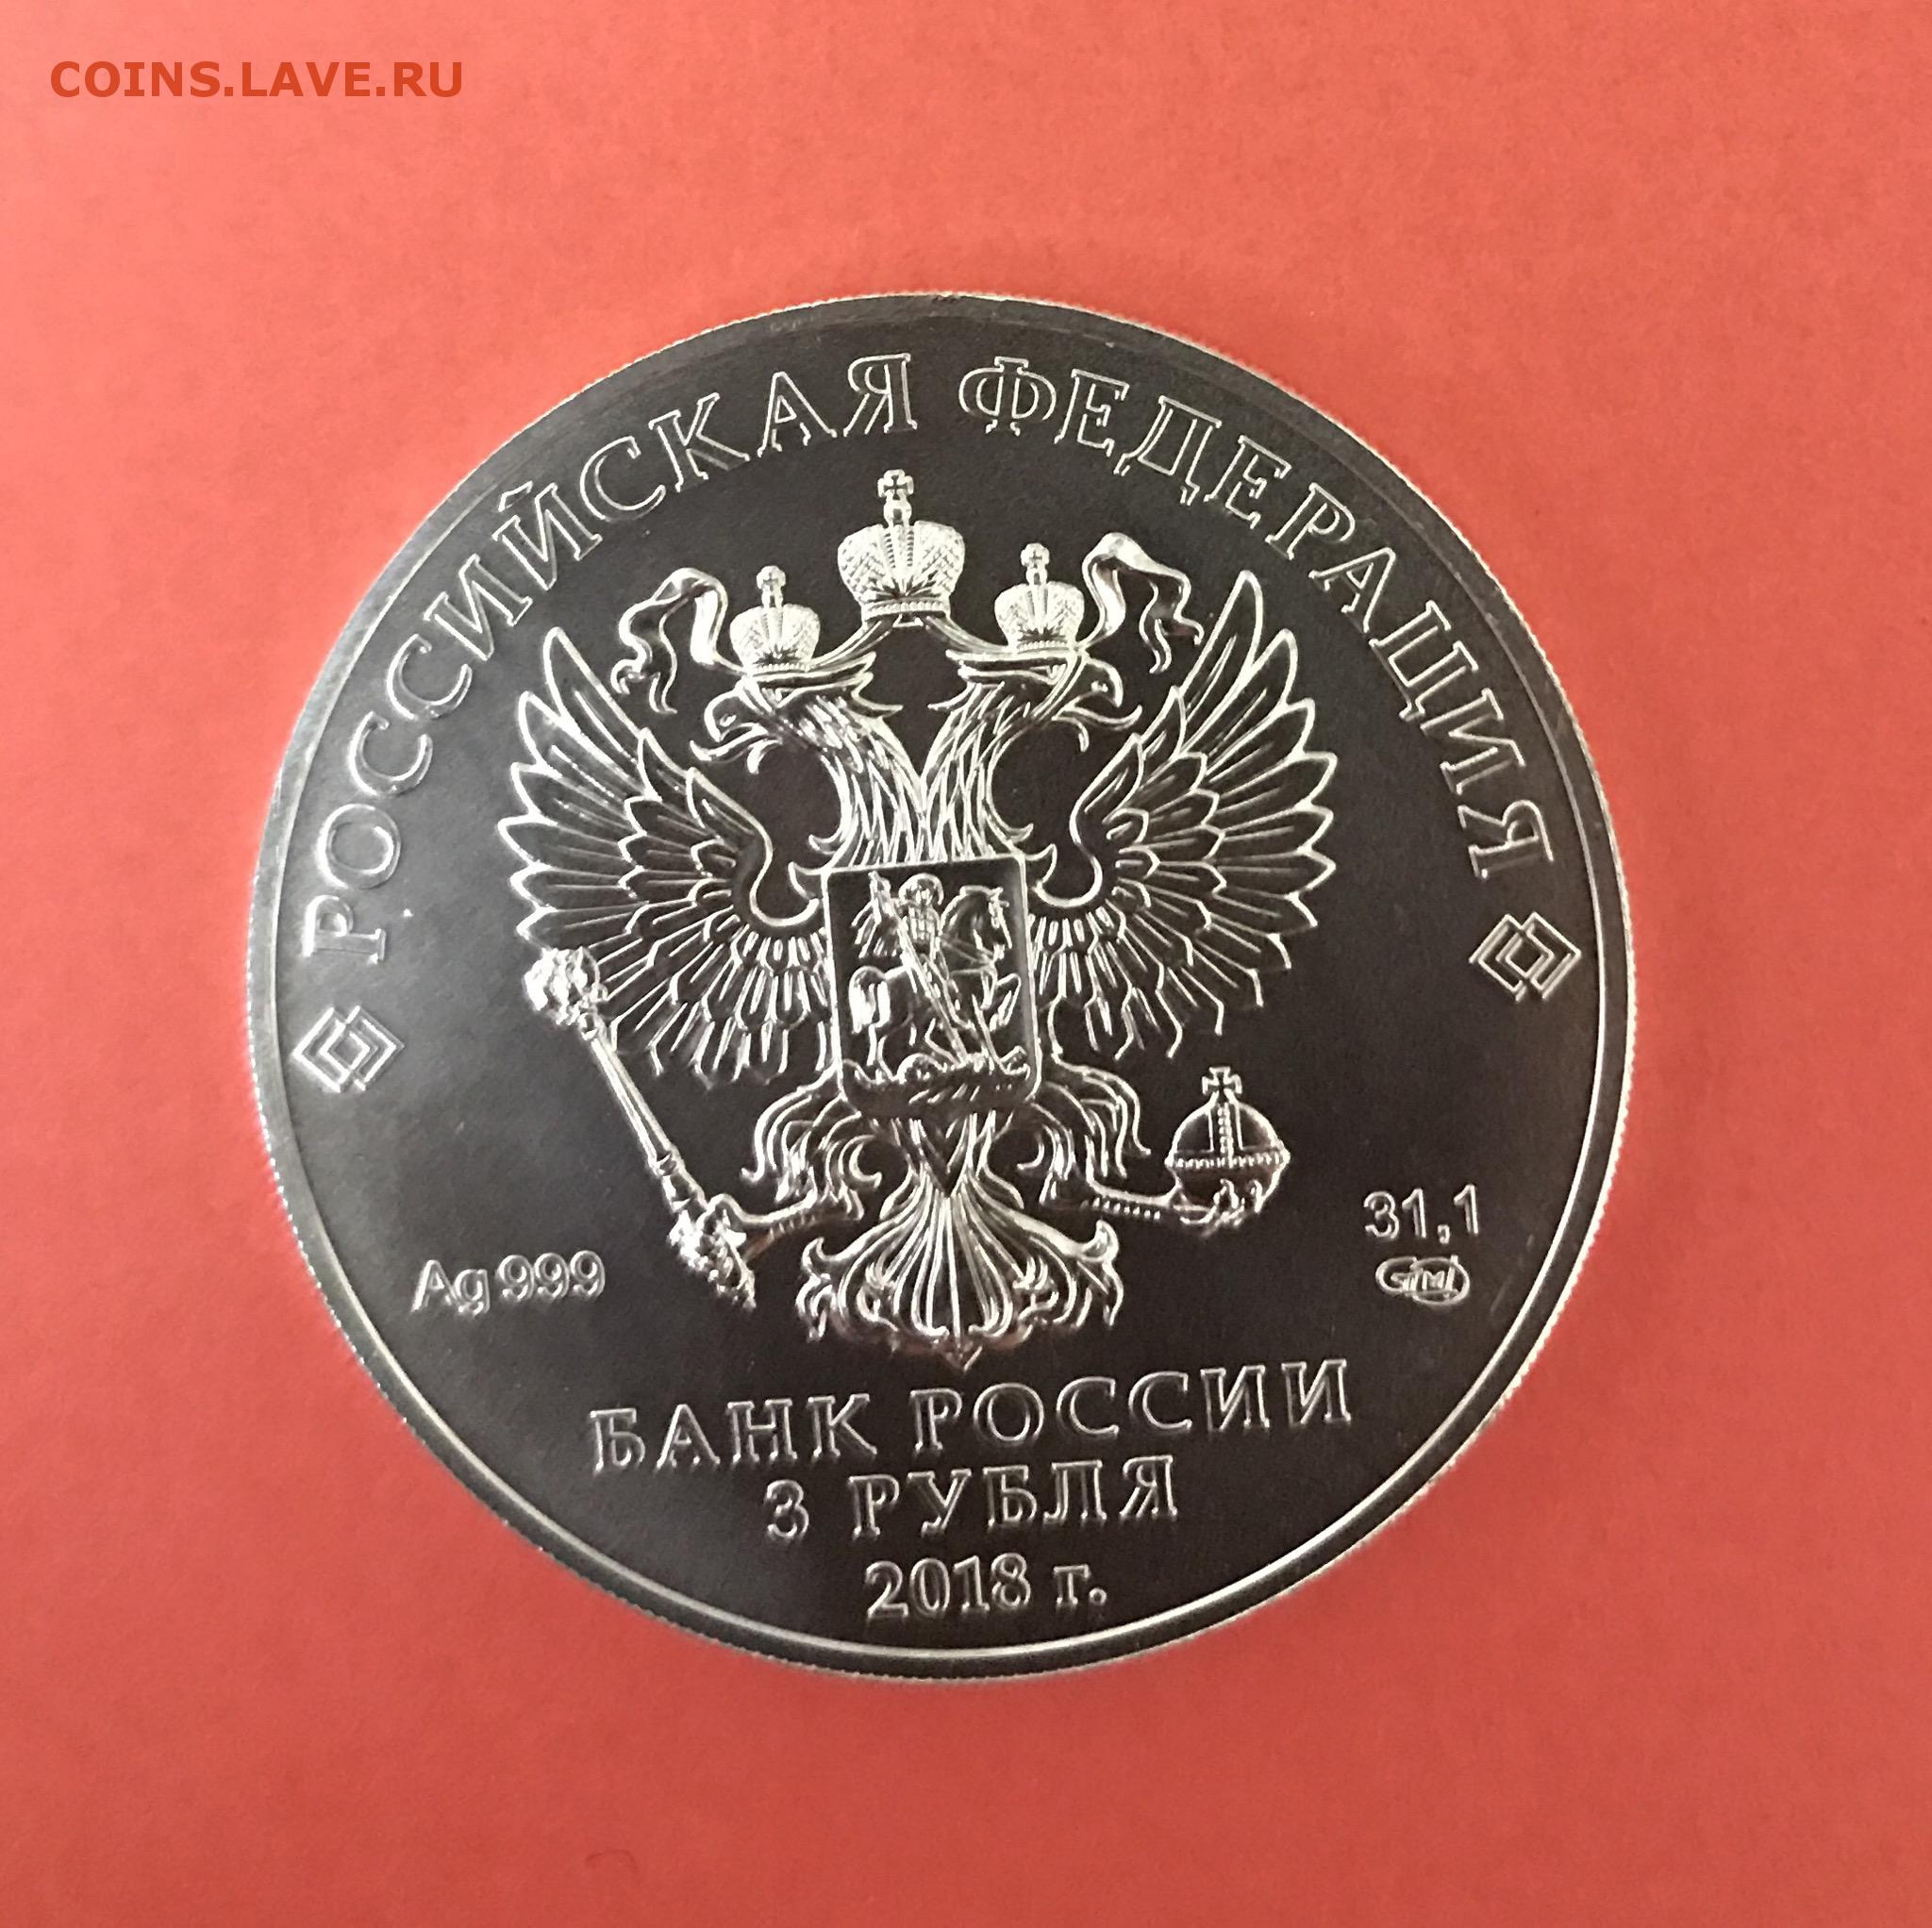 COINS.LAVE.RU
РОССИЙСКАЯ ФЕДЕРАЦИЯ
Ag 999
31,1
БАНК РОССИИ
3 РУБЛЯ
2018 г.